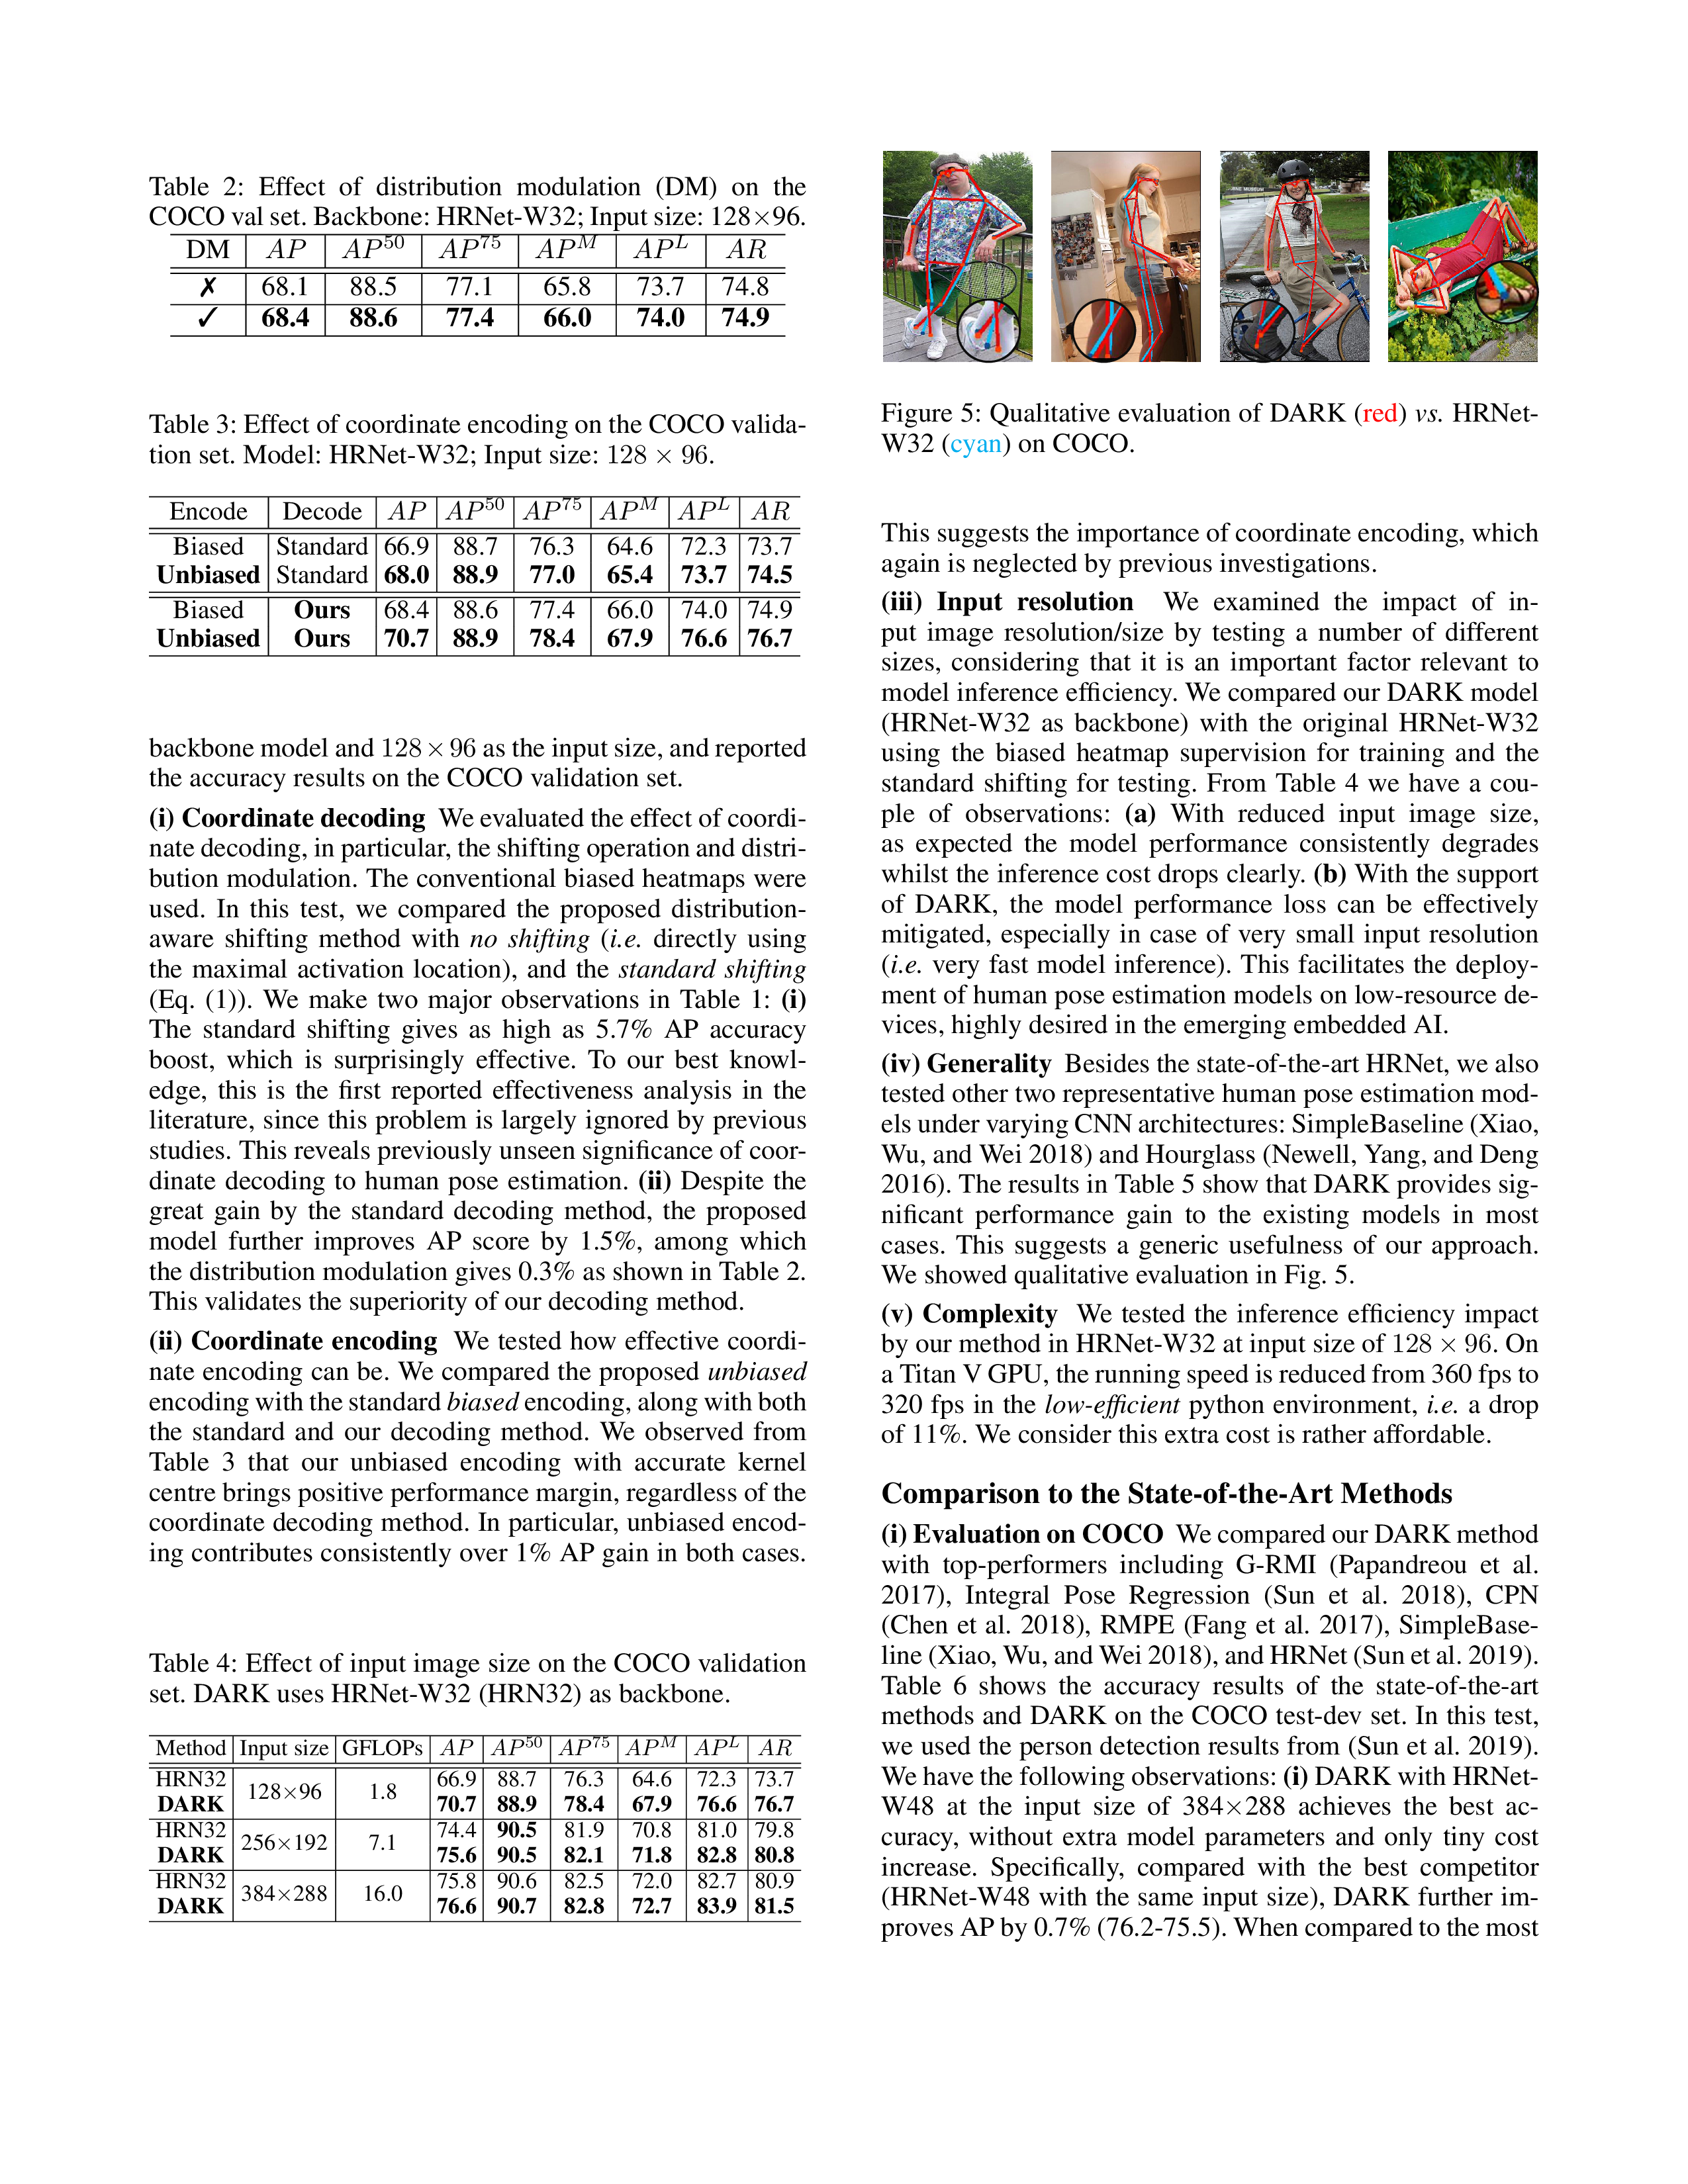 Table 2: Effect of distribution modulation (DM) on the
COCO val set. Backbone: HRNet-W32; Input size: 128×96.
DM AP AP^50 AP^75 AP^M AP^L AR
✗ 68.1 88.5 77.1 65.8 73.7 74.8
✓ 68.4 88.6 77.4 66.0 74.0 74.9
Table 3: Effect of coordinate encoding on the COCO valida-
tion set. Model: HRNet-W32; Input size: 128 × 96.
Encode Decode AP AP^50 AP^75 AP^M AP^L AR
Biased Standard 66.9 88.7 76.3 64.6 72.3 73.7
Unbiased Standard 68.0 88.9 77.0 65.4 73.7 74.5
Biased Ours 68.4 88.6 77.4 66.0 74.0 74.9
Unbiased Ours 70.7 88.9 78.4 67.9 76.6 76.7
backbone model and 128×96 as the input size, and reported
the accuracy results on the COCO validation set.
(i) Coordinate decoding We evaluated the effect of coordi-
nate decoding, in particular, the shifting operation and distri-
bution modulation. The conventional biased heatmaps were
used. In this test, we compared the proposed distribution-
aware shifting method with no shifting (i.e. directly using
the maximal activation location), and the standard shifting
(Eq. (1)). We make two major observations in Table 1: (i)
The standard shifting gives as high as 5.7% AP accuracy
boost, which is surprisingly effective. To our best knowl-
edge, this is the first reported effectiveness analysis in the
literature, since this problem is largely ignored by previous
studies. This reveals previously unseen significance of coor-
dinate decoding to human pose estimation. (ii) Despite the
great gain by the standard decoding method, the proposed
model further improves AP score by 1.5%, among which
the distribution modulation gives 0.3% as shown in Table 2.
This validates the superiority of our decoding method.
(ii) Coordinate encoding We tested how effective coordi-
nate encoding can be. We compared the proposed unbiased
encoding with the standard biased encoding, along with both
the standard and our decoding method. We observed from
Table 3 that our unbiased encoding with accurate kernel
centre brings positive performance margin, regardless of the
coordinate decoding method. In particular, unbiased encod-
ing contributes consistently over 1% AP gain in both cases.
Table 4: Effect of input image size on the COCO validation
set. DARK uses HRNet-W32 (HRN32) as backbone.
Method Input size GFLOPs AP AP^50 AP^75 AP^M AP^L AR
HRN32 128×96 1.8 66.9 88.7 76.3 64.6 72.3 73.7
DARK 70.7 88.9 78.4 67.9 76.6 76.7
HRN32 256×192 7.1 74.4 90.5 81.9 70.8 81.0 79.8
DARK 75.6 90.5 82.1 71.8 82.8 80.8
HRN32 384×288 16.0 75.8 90.6 82.5 72.0 82.7 80.9
DARK 76.6 90.7 82.8 72.7 83.9 81.5
Figure 5: Qualitative evaluation of DARK (red) vs. HRNet-
W32 (cyan) on COCO.
This suggests the importance of coordinate encoding, which
again is neglected by previous investigations.
(iii) Input resolution We examined the impact of in-
put image resolution/size by testing a number of different
sizes, considering that it is an important factor relevant to
model inference efficiency. We compared our DARK model
(HRNet-W32 as backbone) with the original HRNet-W32
using the biased heatmap supervision for training and the
standard shifting for testing. From Table 4 we have a cou-
ple of observations: (a) With reduced input image size,
as expected the model performance consistently degrades
whilst the inference cost drops clearly. (b) With the support
of DARK, the model performance loss can be effectively
mitigated, especially in case of very small input resolution
(i.e. very fast model inference). This facilitates the deploy-
ment of human pose estimation models on low-resource de-
vices, highly desired in the emerging embedded AI.
(iv) Generality Besides the state-of-the-art HRNet, we also
tested other two representative human pose estimation mod-
els under varying CNN architectures: SimpleBaseline (Xiao,
Wu, and Wei 2018) and Hourglass (Newell, Yang, and Deng
2016). The results in Table 5 show that DARK provides sig-
nificant performance gain to the existing models in most
cases. This suggests a generic usefulness of our approach.
We showed qualitative evaluation in Fig. 5.
(v) Complexity We tested the inference efficiency impact
by our method in HRNet-W32 at input size of 128 × 96. On
a Titan V GPU, the running speed is reduced from 360 fps to
320 fps in the low-efficient python environment, i.e. a drop
of 11%. We consider this extra cost is rather affordable.
Comparison to the State-of-the-Art Methods
(i) Evaluation on COCO We compared our DARK method
with top-performers including G-RMI (Papandreou et al.
2017), Integral Pose Regression (Sun et al. 2018), CPN
(Chen et al. 2018), RMPE (Fang et al. 2017), SimpleBase-
line (Xiao, Wu, and Wei 2018), and HRNet (Sun et al. 2019).
Table 6 shows the accuracy results of the state-of-the-art
methods and DARK on the COCO test-dev set. In this test,
we used the person detection results from (Sun et al. 2019).
We have the following observations: (i) DARK with HRNet-
W48 at the input size of 384×288 achieves the best ac-
curacy, without extra model parameters and only tiny cost
increase. Specifically, compared with the best competitor
(HRNet-W48 with the same input size), DARK further im-
proves AP by 0.7% (76.2-75.5). When compared to the most